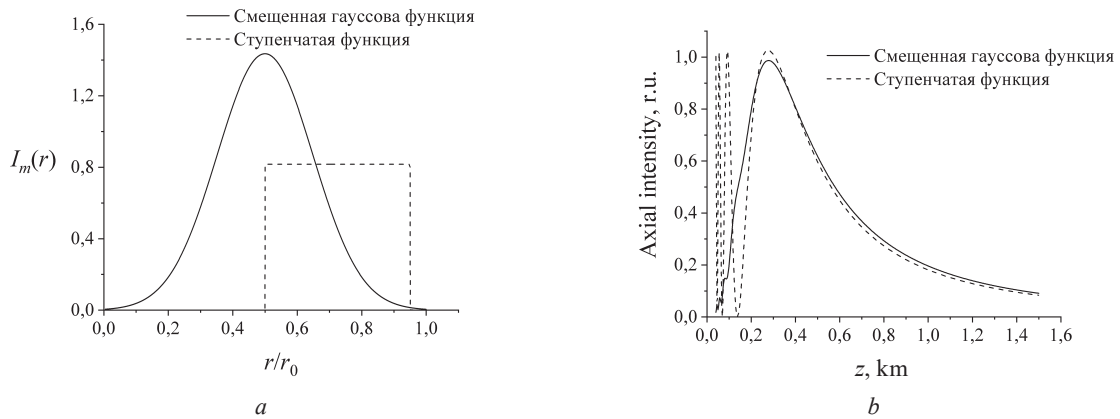 Смещенная гауссова функция
Ступенчатая функция
1,6
1,2
0,8
0,4
0,0
I_m(r)
0,0 0,2 0,4 0,6 0,8 1,0
r/r_0
a
Смещенная гауссова функция
Ступенчатая функция
1,0
0,8
0,6
0,4
0,2
0,0
Axial intensity, r.u.
0,0 0,2 0,4 0,6 0,8 1,0 1,2 1,4 1,6
z, km
b